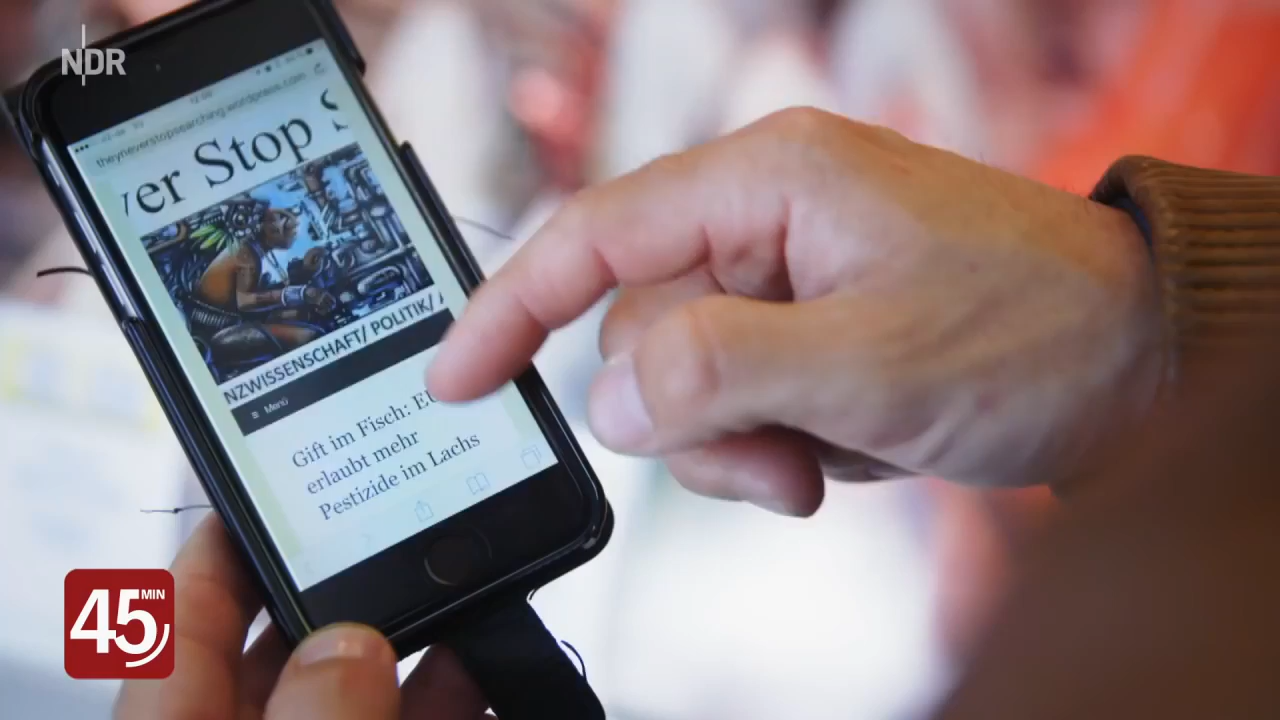 NDR
theyneverstopsearching.wordpress.com
ver Stop S
NZWISSENSCHAFT/ POLITIK/
≡ Menü
Gift im Fisch: EU
erlaubt mehr
Pestizide im Lachs
45 MIN